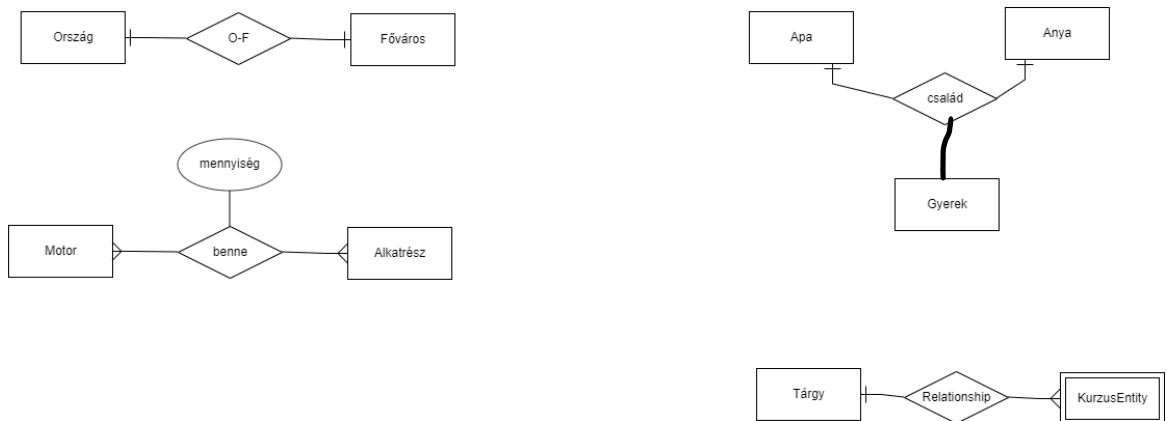 Ország
O-F
Főváros
Apa
Anya
család
Gyerek
mennyiség
Motor
benne
Alkatrész
Tárgy
Relationship
KurzusEntity